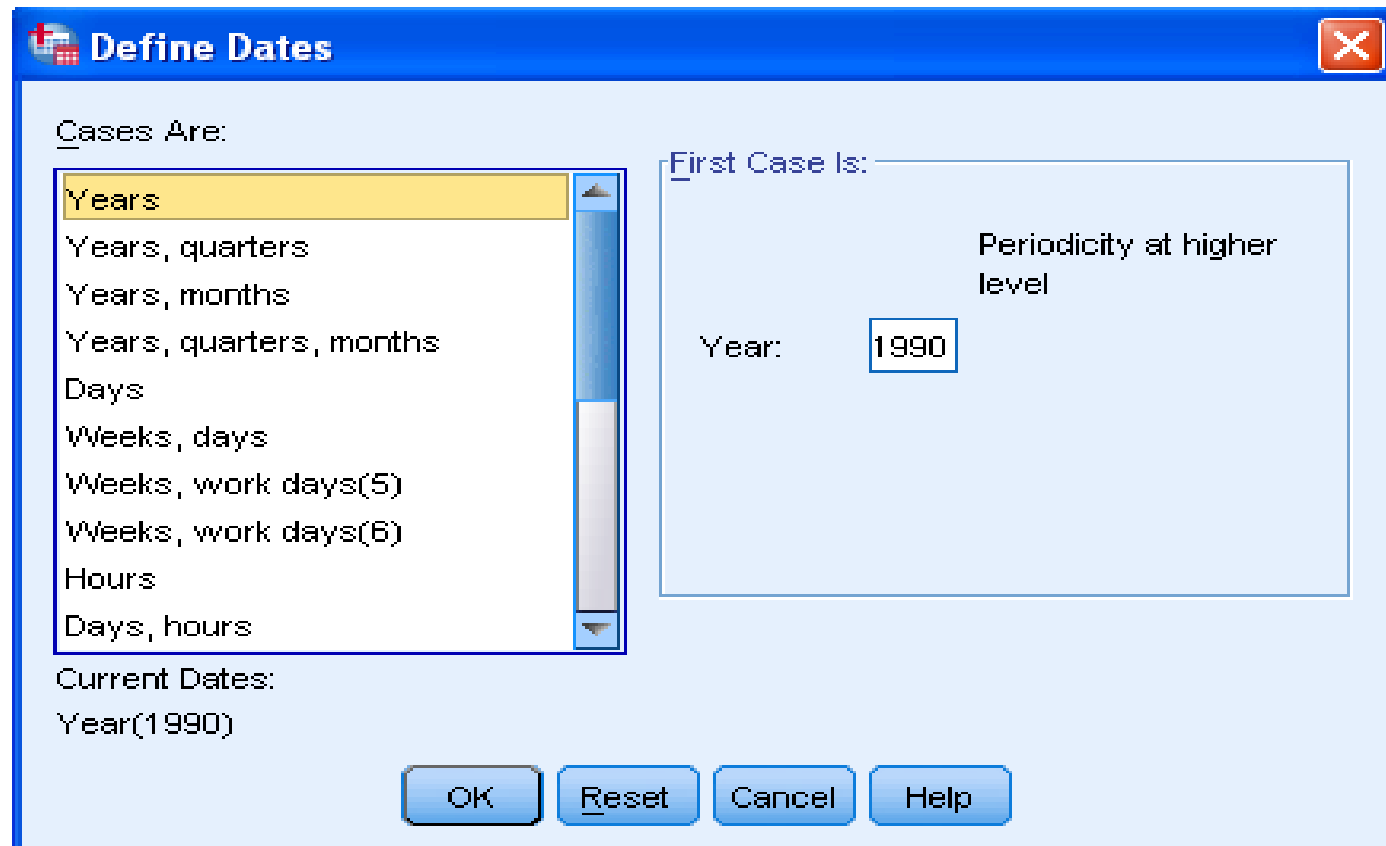 Define Dates
Cases Are:
Years
Years, quarters
Years, months
Years, quarters, months
Days
Weeks, days
Weeks, work days(5)
Weeks, work days(6)
Hours
Days, hours
First Case Is:
Periodicity at higher
level
Year:
1990
Current Dates:
Year(1990)
OK
Reset
Cancel
Help